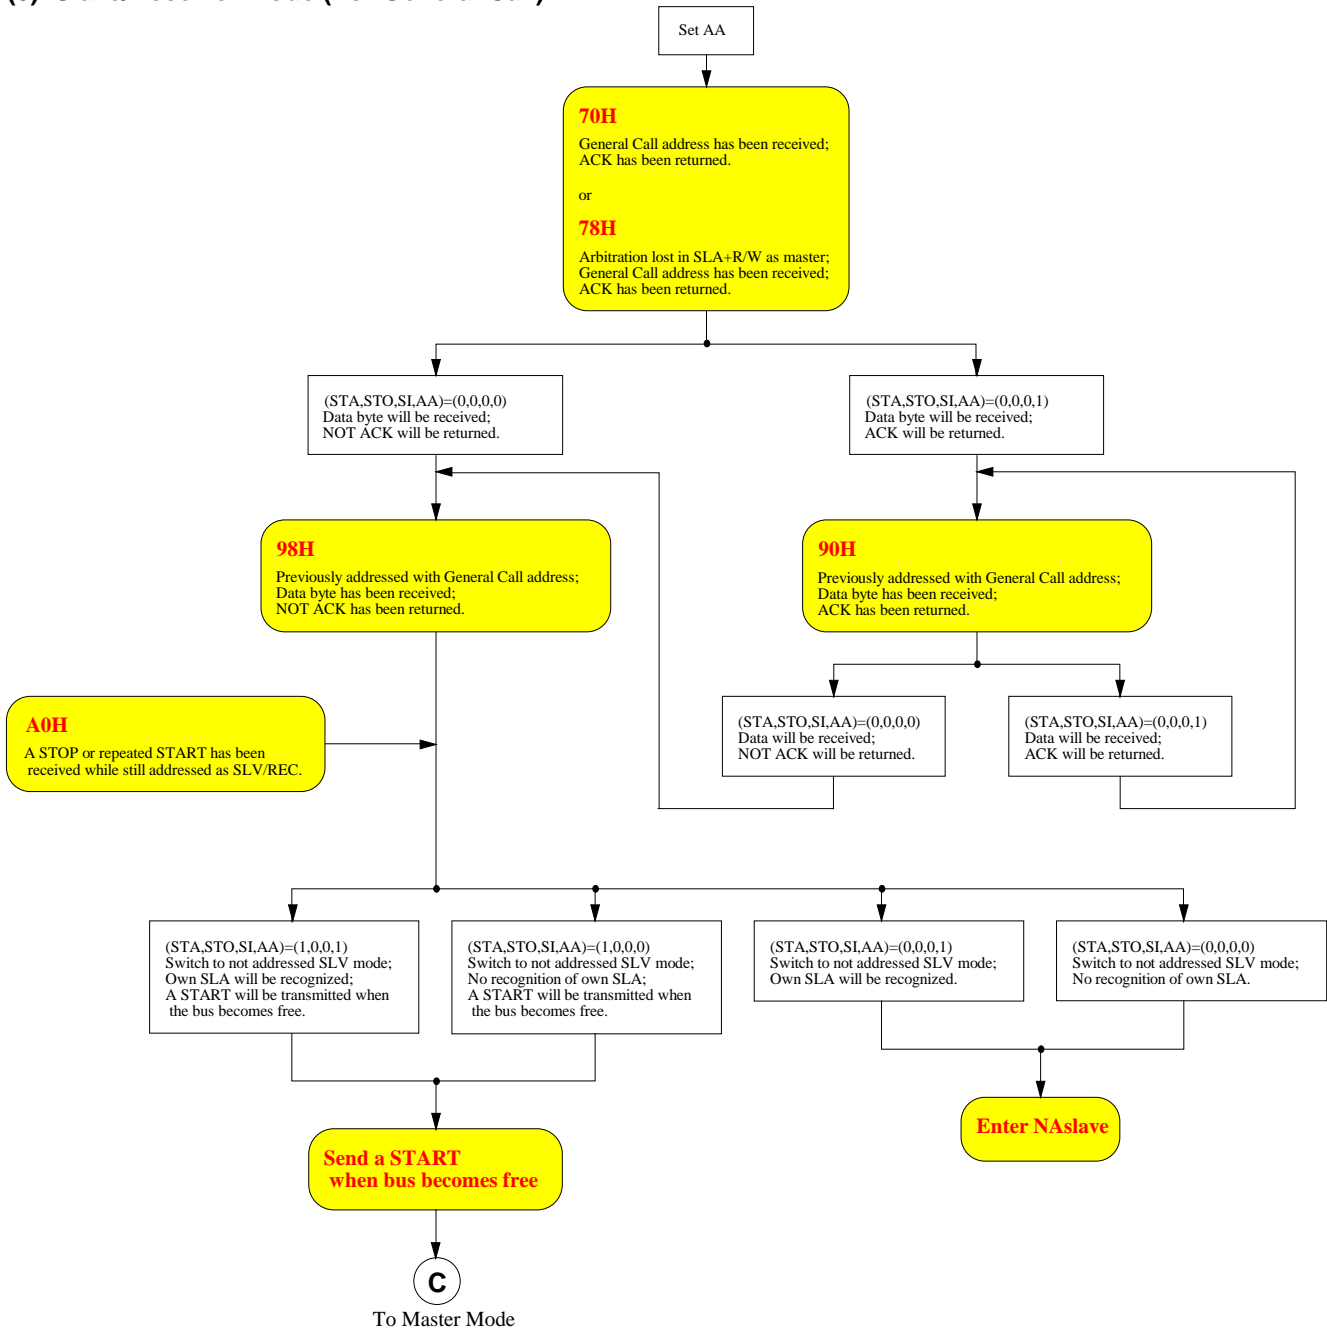 Set AA
70H
General Call address has been received;
ACK has been returned.
or
78H
Arbitration lost in SLA+R/W as master;
General Call address has been received;
ACK has been returned.
(STA,STO,SI,AA)=(0,0,0,0)
Data byte will be received;
NOT ACK will be returned.
(STA,STO,SI,AA)=(0,0,0,1)
Data byte will be received;
ACK will be returned.
98H
Previously addressed with General Call address;
Data byte has been received;
NOT ACK has been returned.
90H
Previously addressed with General Call address;
Data byte has been received;
ACK has been returned.
A0H
A STOP or repeated START has been
received while still addressed as SLV/REC.
(STA,STO,SI,AA)=(0,0,0,0)
Data will be received;
NOT ACK will be returned.
(STA,STO,SI,AA)=(0,0,0,1)
Data will be received;
ACK will be returned.
(STA,STO,SI,AA)=(1,0,0,1)
Switch to not addressed SLV mode;
Own SLA will be recognized;
A START will be transmitted when
the bus becomes free.
(STA,STO,SI,AA)=(1,0,0,0)
Switch to not addressed SLV mode;
No recognition of own SLA;
A START will be transmitted when
the bus becomes free.
(STA,STO,SI,AA)=(0,0,0,1)
Switch to not addressed SLV mode;
Own SLA will be recognized.
(STA,STO,SI,AA)=(0,0,0,0)
Switch to not addressed SLV mode;
No recognition of own SLA.
Send a START
when bus becomes free
Enter NAslave
C
To Master Mode